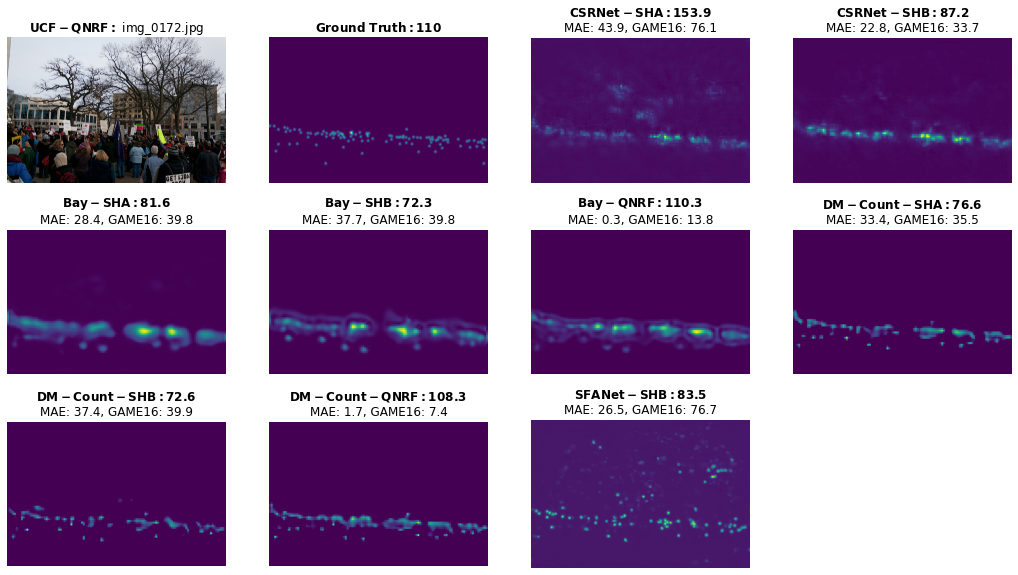 UCF − QNRF : img_0172.jpg
Ground Truth : 110
CSRNet − SHA : 153.9
MAE: 43.9, GAME16: 76.1
CSRNet − SHB : 87.2
MAE: 22.8, GAME16: 33.7
Bay − SHA : 81.6
MAE: 28.4, GAME16: 39.8
Bay − SHB : 72.3
MAE: 37.7, GAME16: 39.8
Bay − QNRF : 110.3
MAE: 0.3, GAME16: 13.8
DM − Count − SHA : 76.6
MAE: 33.4, GAME16: 35.5
DM − Count − SHB : 72.6
MAE: 37.4, GAME16: 39.9
DM − Count − QNRF : 108.3
MAE: 1.7, GAME16: 7.4
SFANet − SHB : 83.5
MAE: 26.5, GAME16: 76.7